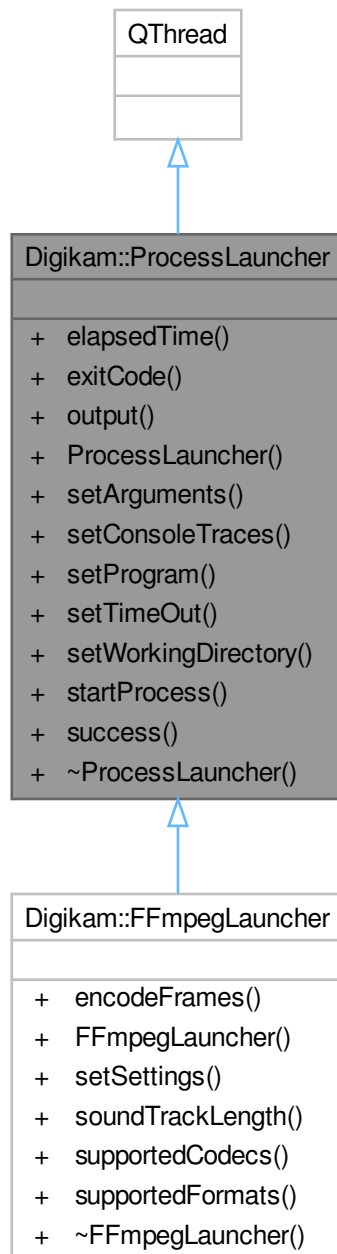 QThread
Digikam::ProcessLauncher
+ elapsedTime()
+ exitCode()
+ output()
+ ProcessLauncher()
+ setArguments()
+ setConsoleTraces()
+ setProgram()
+ setTimeOut()
+ setWorkingDirectory()
+ startProcess()
+ success()
+ ~ProcessLauncher()
Digikam::FFmpegLauncher
+ encodeFrames()
+ FFmpegLauncher()
+ setSettings()
+ soundTrackLength()
+ supportedCodecs()
+ supportedFormats()
+ ~FFmpegLauncher()